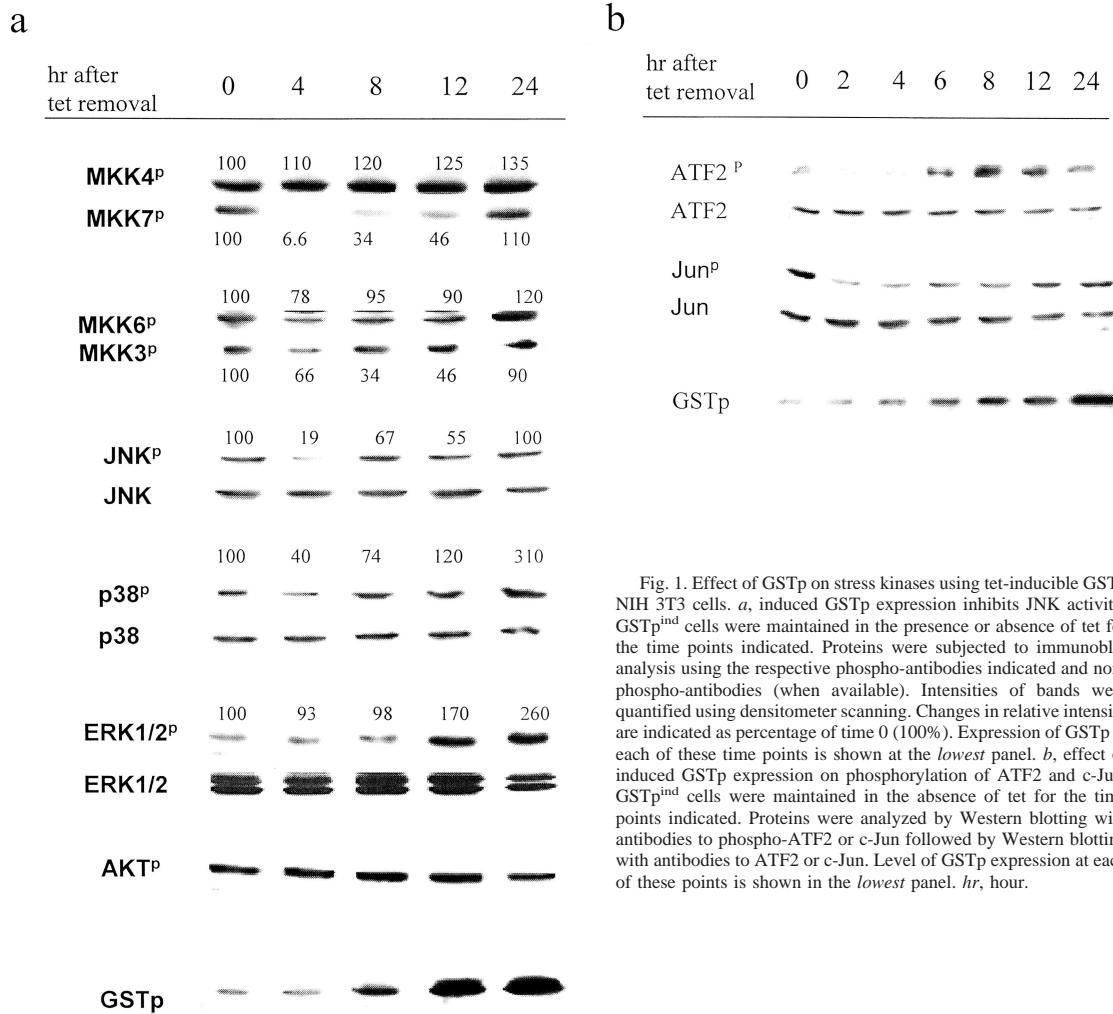 a
hr after
tet removal
0 4 8 12 24
100 110 120 125 135
MKK4p
MKK7p
100 6.6 34 46 110
100 78 95 90 120
MKK6p
MKK3p
100 66 34 46 90
100 19 67 55 100
JNKp
JNK
100 40 74 120 310
p38p
p38
100 93 98 170 260
ERK1/2p
ERK1/2
AKTp
GSTp
b
hr after
tet removal
0 2 4 6 8 12 24
ATF2 P
ATF2
Junp
Jun
GSTp
Fig. 1. Effect of GSTp on stress kinases using tet-inducible GST
NIH 3T3 cells. a, induced GSTp expression inhibits JNK activit
GSTpind cells were maintained in the presence or absence of tet f
the time points indicated. Proteins were subjected to immunobl
analysis using the respective phospho-antibodies indicated and no
phospho-antibodies (when available). Intensities of bands we
quantified using densitometer scanning. Changes in relative intensi
are indicated as percentage of time 0 (100%). Expression of GSTp
each of these time points is shown at the lowest panel. b, effect
induced GSTp expression on phosphorylation of ATF2 and c-Ju
GSTpind cells were maintained in the absence of tet for the tim
points indicated. Proteins were analyzed by Western blotting wi
antibodies to phospho-ATF2 or c-Jun followed by Western blottin
with antibodies to ATF2 or c-Jun. Level of GSTp expression at eac
of these points is shown in the lowest panel. hr, hour.